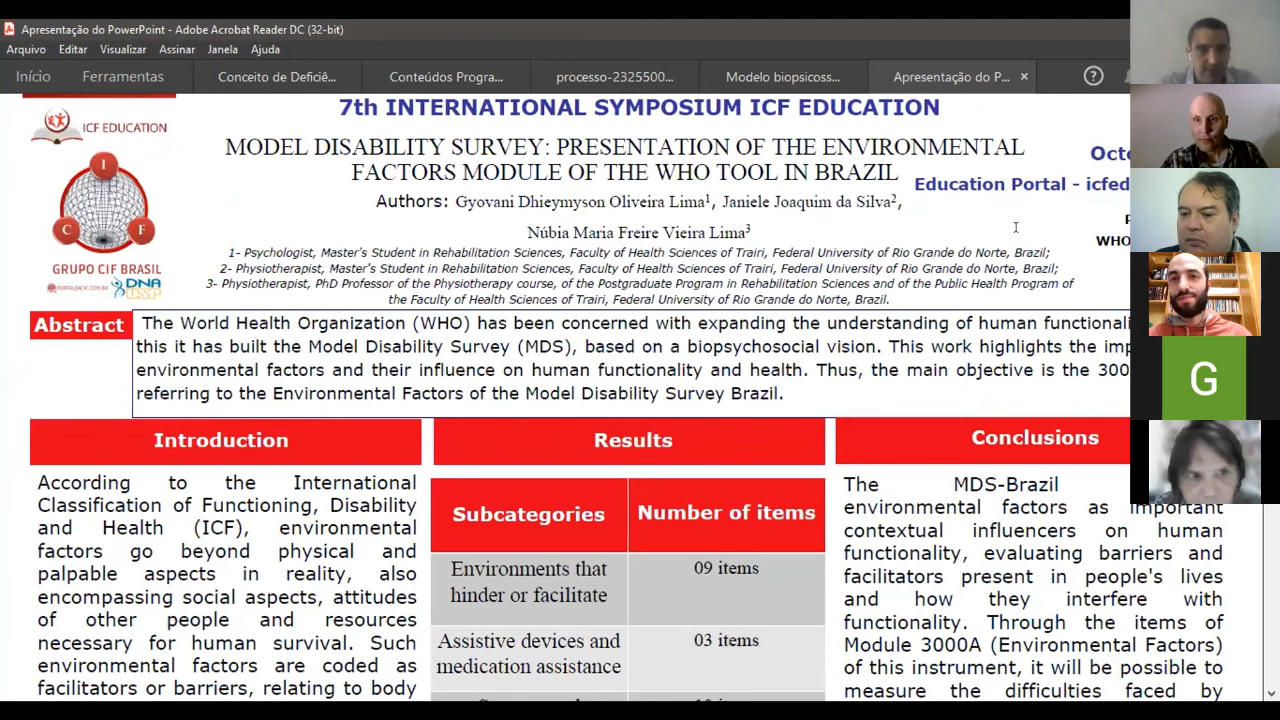 Apresentação do PowerPoint - Adobe Acrobat Reader DC (32-bit)
Arquivo Editar Visualizar Assinar Janela Ajuda
Início Ferramentas Conceito de Deficiê... Conteúdos Progra... processo-2325500... Modelo biopsicoss... Apresentação do P... ×
7th INTERNATIONAL SYMPOSIUM ICF EDUCATION
ICF EDUCATION
MODEL DISABILITY SURVEY: PRESENTATION OF THE ENVIRONMENTAL
FACTORS MODULE OF THE WHO TOOL IN BRAZIL
Octo
Education Portal - icfed
Authors: Gyovani Dhieymyson Oliveira Lima¹, Janiele Joaquim da Silva²,
Núbia Maria Freire Vieira Lima³
WHO
I
C
F
GRUPO CIF BRASIL
PORTALDACIF.COM.BR
DNA
USP
1- Psychologist, Master's Student in Rehabilitation Sciences, Faculty of Health Sciences of Trairi, Federal University of Rio Grande do Norte, Brazil;
2- Physiotherapist, Master's Student in Rehabilitation Sciences, Faculty of Health Sciences of Trairi, Federal University of Rio Grande do Norte, Brazil;
3- Physiotherapist, PhD Professor of the Physiotherapy course, of the Postgraduate Program in Rehabilitation Sciences and of the Public Health Program of
the Faculty of Health Sciences of Trairi, Federal University of Rio Grande do Norte, Brazil.
Abstract
The World Health Organization (WHO) has been concerned with expanding the understanding of human functionali
this it has built the Model Disability Survey (MDS), based on a biopsychosocial vision. This work highlights the imp
environmental factors and their influence on human functionality and health. Thus, the main objective is the 300
referring to the Environmental Factors of the Model Disability Survey Brazil.
Introduction
According to the International
Classification of Functioning, Disability
and Health (ICF), environmental
factors go beyond physical and
palpable aspects in reality, also
encompassing social aspects, attitudes
of other people and resources
necessary for human survival. Such
environmental factors are coded as
facilitators or barriers, relating to body
Results
Subcategories Number of items
Environments that
hinder or facilitate
09 items
Assistive devices and
medication assistance
03 items
Conclusions
The MDS-Brazil
environmental factors as important
contextual influencers on human
functionality, evaluating barriers and
facilitators present in people's lives
and how they interfere with
functionality. Through the items of
Module 3000A (Environmental Factors)
of this instrument, it will be possible to
measure the difficulties faced by
G